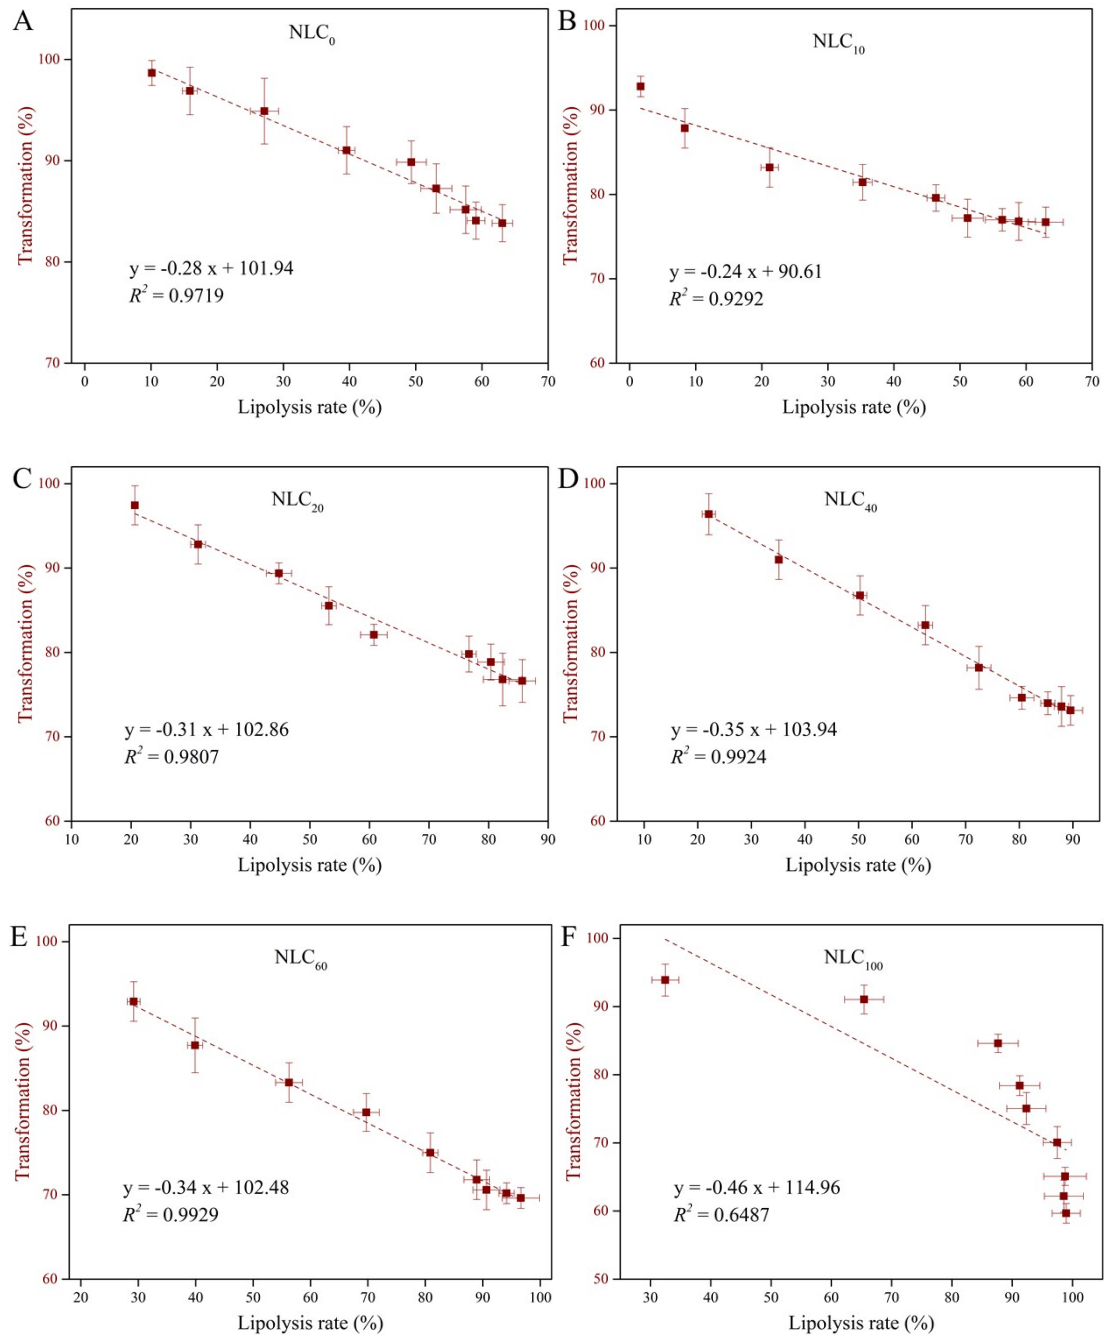 A
NLC0
Transformation (%)
100
90
80
70
y = -0.28 x + 101.94
R2 = 0.9719
0 10 20 30 40 50 60 70
Lipolysis rate (%)
B
NLC10
Transformation (%)
100
90
80
70
60
y = -0.24 x + 90.61
R2 = 0.9292
0 10 20 30 40 50 60 70
Lipolysis rate (%)
C
NLC20
Transformation (%)
100
90
80
70
60
y = -0.31 x + 102.86
R2 = 0.9807
10 20 30 40 50 60 70 80 90
Lipolysis rate (%)
D
NLC40
Transformation (%)
100
90
80
70
60
y = -0.35 x + 103.94
R2 = 0.9924
10 20 30 40 50 60 70 80 90
Lipolysis rate (%)
E
NLC60
Transformation (%)
100
90
80
70
60
y = -0.34 x + 102.48
R2 = 0.9929
20 30 40 50 60 70 80 90 100
Lipolysis rate (%)
F
NLC100
Transformation (%)
100
90
80
70
60
50
y = -0.46 x + 114.96
R2 = 0.6487
30 40 50 60 70 80 90 100
Lipolysis rate (%)